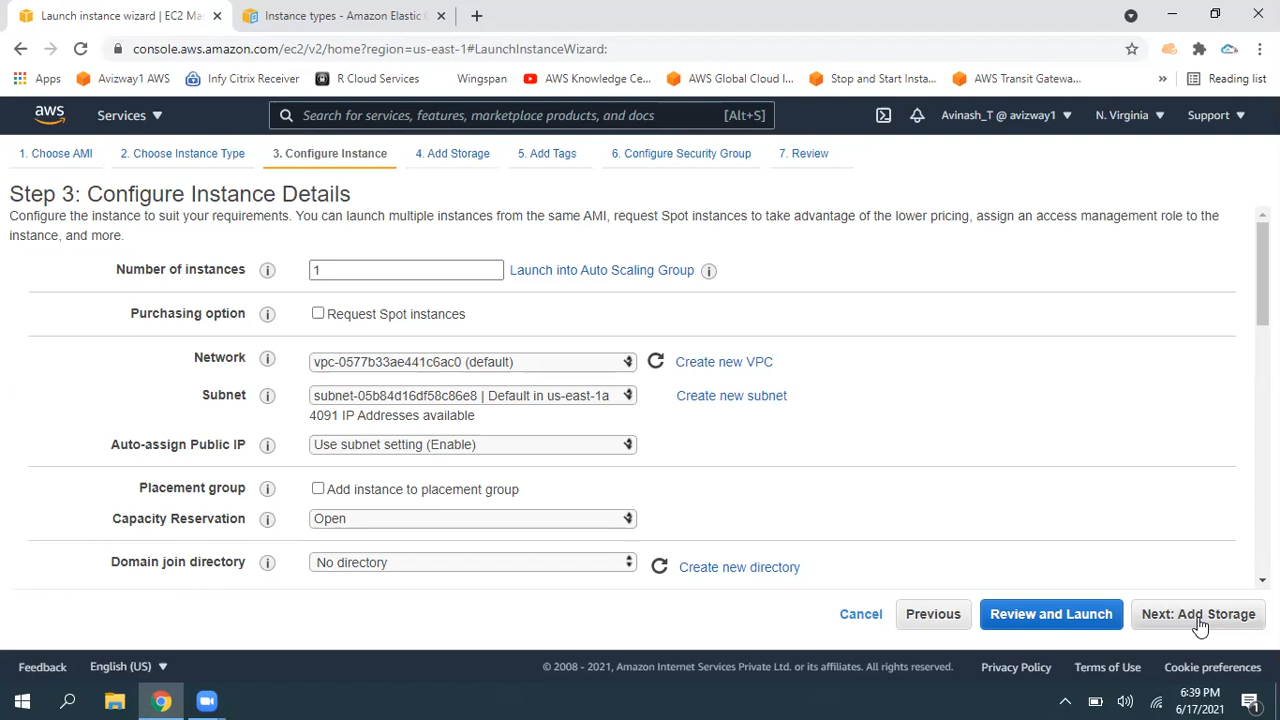 Launch instance wizard | EC2 Ma
Instance types - Amazon Elastic C
console.aws.amazon.com/ec2/v2/home?region=us-east-1#LaunchInstanceWizard:
Apps
Avizway1 AWS
Infy Citrix Receiver
R Cloud Services
Wingspan
AWS Knowledge Ce...
AWS Global Cloud I...
Stop and Start Insta...
AWS Transit Gatewa...
»
Reading list
aws
Services
Search for services, features, marketplace products, and docs
[Alt+S]
Avinash_T @ avizway1
N. Virginia
Support
1. Choose AMI
2. Choose Instance Type
3. Configure Instance
4. Add Storage
5. Add Tags
6. Configure Security Group
7. Review
Step 3: Configure Instance Details
Configure the instance to suit your requirements. You can launch multiple instances from the same AMI, request Spot instances to take advantage of the lower pricing, assign an access management role to the
instance, and more.
Number of instances
1
Launch into Auto Scaling Group
Purchasing option
Request Spot instances
Network
vpc-0577b33ae441c6ac0 (default)
Create new VPC
Subnet
subnet-05b84d16df58c86e8 | Default in us-east-1a
Create new subnet
4091 IP Addresses available
Auto-assign Public IP
Use subnet setting (Enable)
Placement group
Add instance to placement group
Capacity Reservation
Open
Domain join directory
No directory
Create new directory
Cancel
Previous
Review and Launch
Next: Add Storage
Feedback
English (US)
© 2008 - 2021, Amazon Internet Services Private Ltd. or its affiliates. All rights reserved.
Privacy Policy
Terms of Use
Cookie preferences
6:39 PM
6/17/2021
1